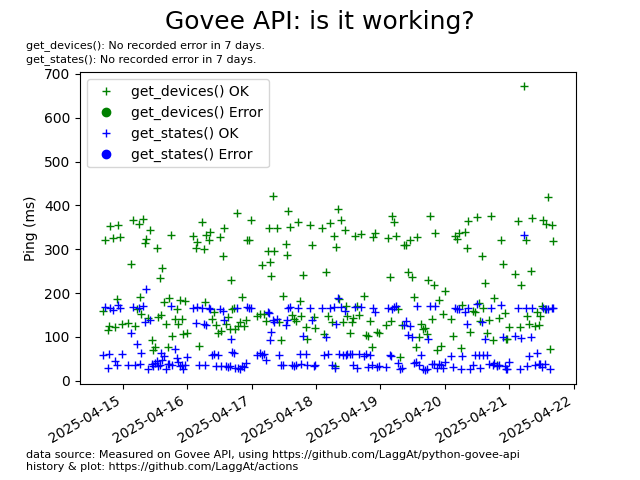 Govee API: is it working?
get_devices(): No recorded error in 7 days.
get_states(): No recorded error in 7 days.
700
600
500
400
300
200
100
0
Ping (ms)
get_devices() OK
get_devices() Error
get_states() OK
get_states() Error
2025-04-15
2025-04-16
2025-04-17
2025-04-18
2025-04-19
2025-04-20
2025-04-21
2025-04-22
data source: Measured on Govee API, using https://github.com/LaggAt/python-govee-api
history & plot: https://github.com/LaggAt/actions